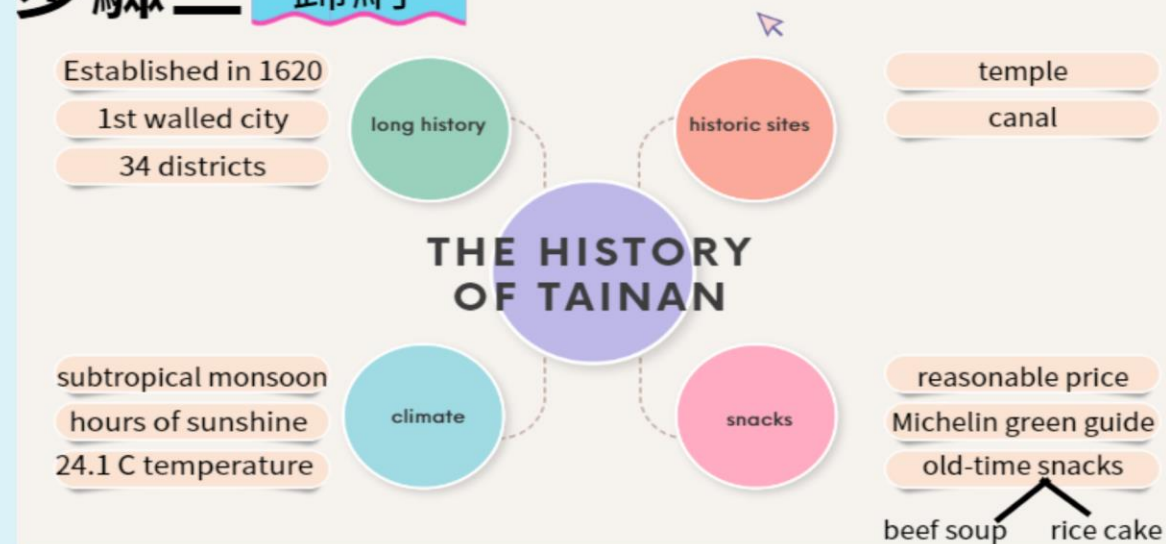 Established in 1620
1st walled city
34 districts
long history
historic sites
temple
canal
THE HISTORY
OF TAINAN
subtropical monsoon
hours of sunshine
24.1 C temperature
climate
snacks
reasonable price
Michelin green guide
old-time snacks
beef soup
rice cake